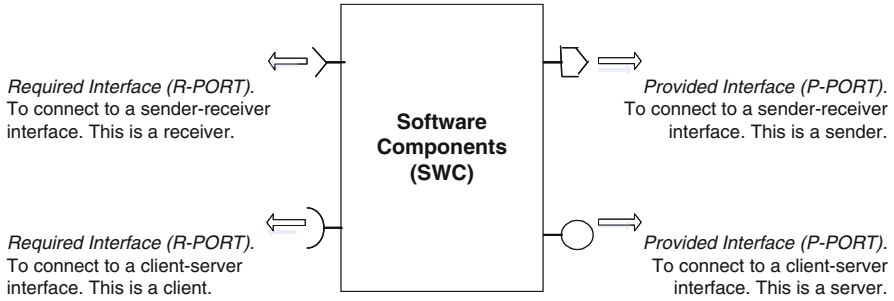 Required Interface (R-PORT).
To connect to a sender-receiver
interface. This is a receiver.
Provided Interface (P-PORT).
To connect to a sender-receiver
interface. This is a sender.
Software
Components
(SWC)
Required Interface (R-PORT).
To connect to a client-server
interface. This is a client.
Provided Interface (P-PORT).
To connect to a client-server
interface. This is a server.